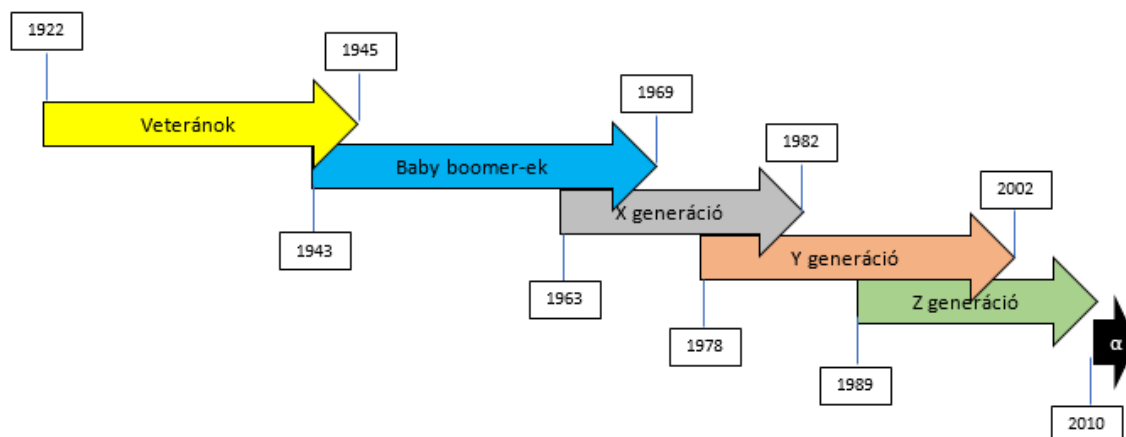 1922
1945
Veteránok
1969
Baby boomer-ek
1982
X generáció
2002
1943
Y generáció
1963
Z generáció
1978
α
1989
2010